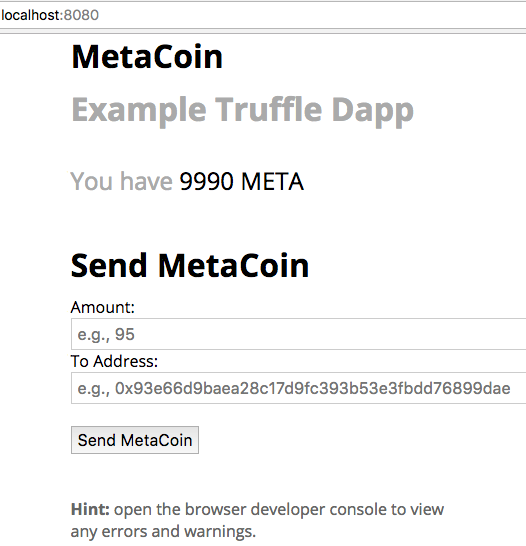 localhost:8080
MetaCoin
Example Truffle Dapp
You have 9990 META
Send MetaCoin
Amount:
e.g., 95
To Address:
e.g., 0x93e66d9baea28c17d9fc393b53e3fbdd76899dae
Send MetaCoin
Hint: open the browser developer console to view
any errors and warnings.